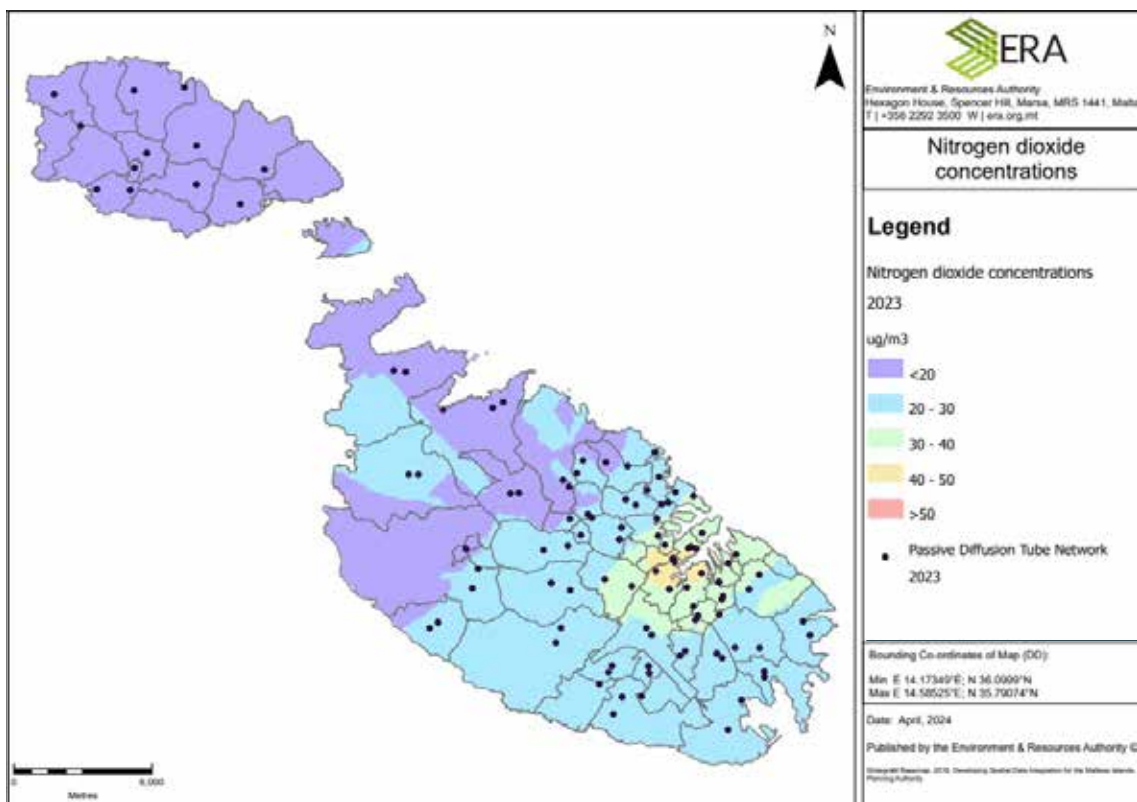 N
ERA
Environment & Resources Authority
Hexagon House, Spencer Hill, Marsa, MRS 1441, Malta
T | +356 2292 3500 W | era.org.mt
Nitrogen dioxide
concentrations
Legend
Nitrogen dioxide concentrations
2023
ug/m3
<20
20 - 30
30 - 40
40 - 50
>50
Passive Diffusion Tube Network
2023
Bounding Co-ordinates of Map (DD):
Min E 14.17349°E; N 36.0999°N
Max E 14.58525°E; N 35.79074°N
Date: April, 2024
Published by the Environment & Resources Authority ©
Planning Authority
0 6,000
Metres